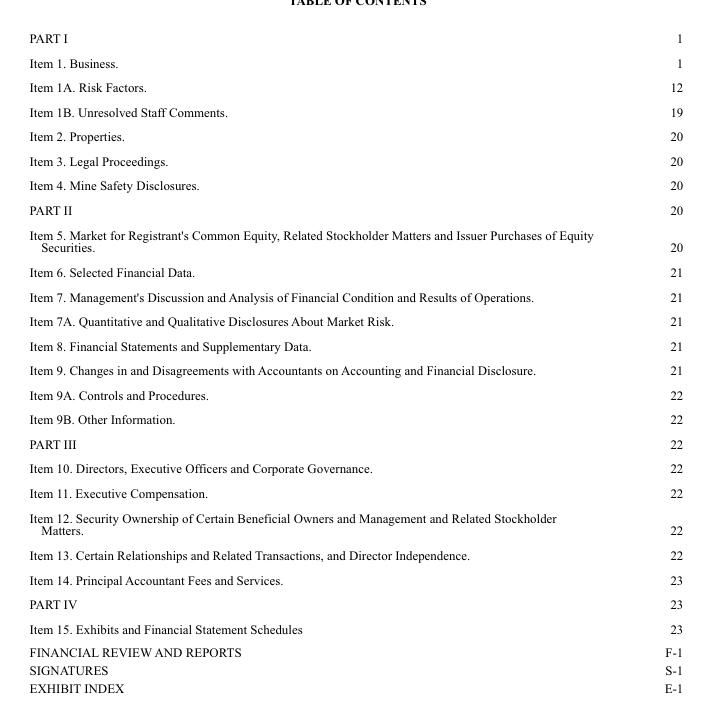 TABLE OF CONTENTS
PART I 1
Item 1. Business. 1
Item 1A. Risk Factors. 12
Item 1B. Unresolved Staff Comments. 19
Item 2. Properties. 20
Item 3. Legal Proceedings. 20
Item 4. Mine Safety Disclosures. 20
PART II 20
Item 5. Market for Registrant's Common Equity, Related Stockholder Matters and Issuer Purchases of Equity
Securities. 20
Item 6. Selected Financial Data. 21
Item 7. Management's Discussion and Analysis of Financial Condition and Results of Operations. 21
Item 7A. Quantitative and Qualitative Disclosures About Market Risk. 21
Item 8. Financial Statements and Supplementary Data. 21
Item 9. Changes in and Disagreements with Accountants on Accounting and Financial Disclosure. 21
Item 9A. Controls and Procedures. 22
Item 9B. Other Information. 22
PART III 22
Item 10. Directors, Executive Officers and Corporate Governance. 22
Item 11. Executive Compensation. 22
Item 12. Security Ownership of Certain Beneficial Owners and Management and Related Stockholder
Matters. 22
Item 13. Certain Relationships and Related Transactions, and Director Independence. 22
Item 14. Principal Accountant Fees and Services. 23
PART IV 23
Item 15. Exhibits and Financial Statement Schedules 23
FINANCIAL REVIEW AND REPORTS F-1
SIGNATURES S-1
EXHIBIT INDEX E-1